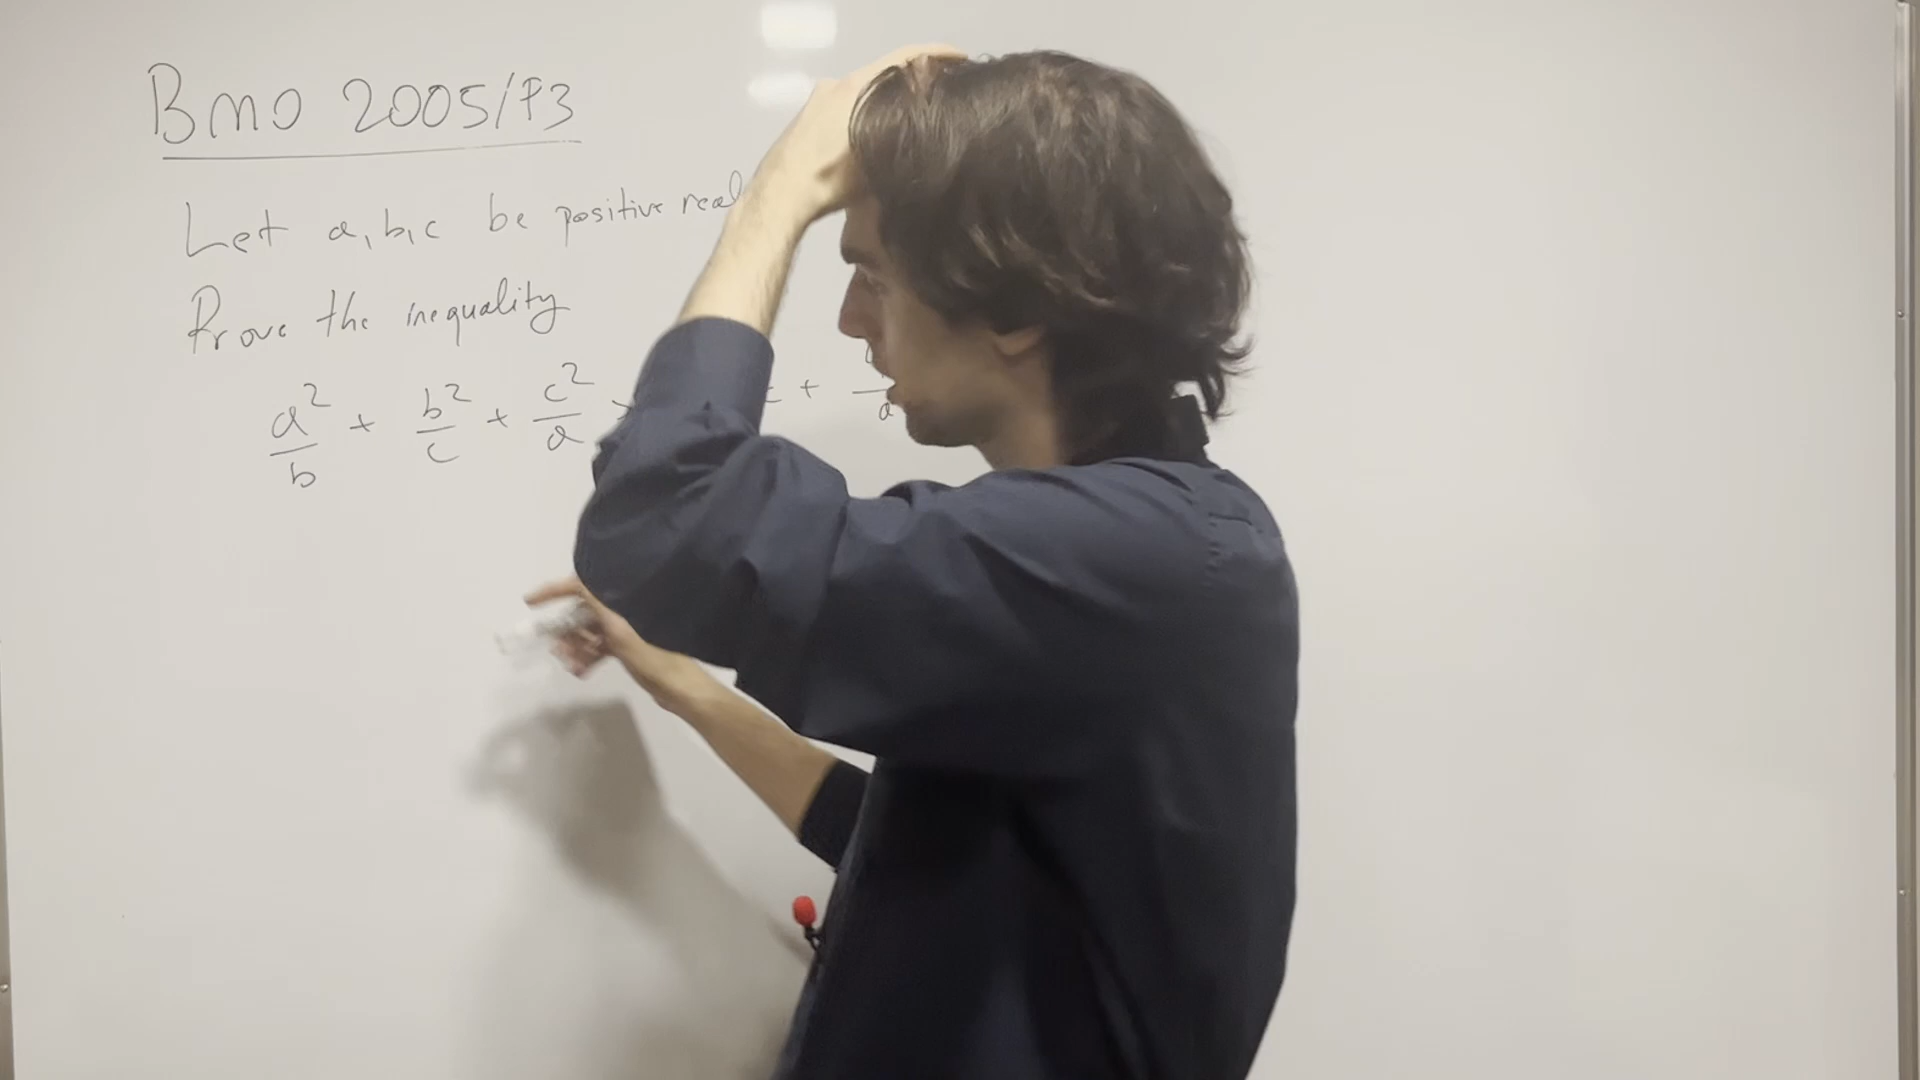 BMO 2005/P3
Let a, b, c be positive real
Prove the inequality
a²/b + b²/c + c²/a + /a